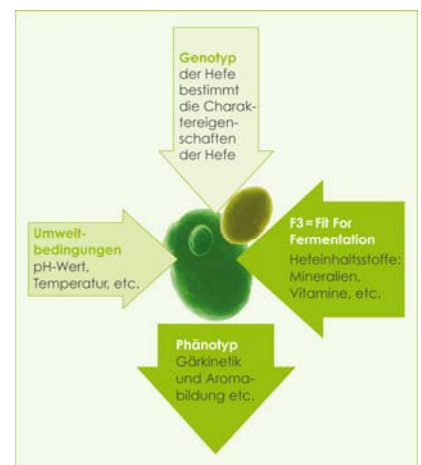 Genotyp
der Hefe
bestimmt
die Charak-
tereigen-
schaften
der Hefe
Umwelt-
bedingungen
pH-Wert,
Temperatur, etc.
F3=Fit For
Fermentation
Hefeinhaltsstoffe:
Mineralien,
Vitamine, etc.
Phänotyp
Gärkinetik
und Aroma-
bildung etc.